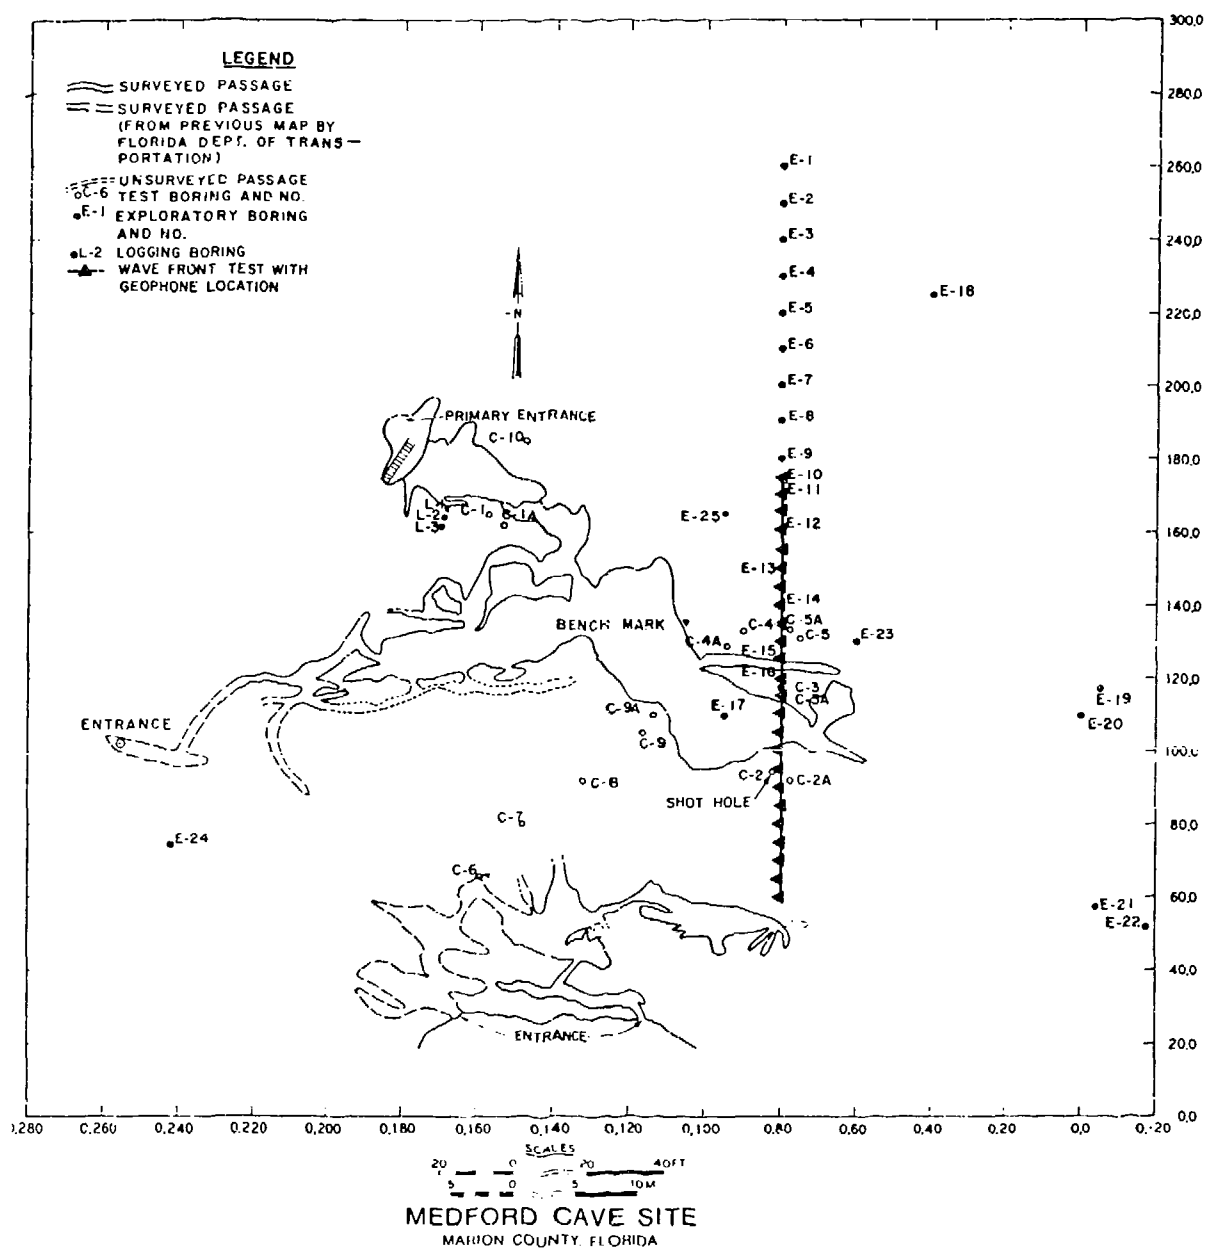 LEGEND
SURVEYED PASSAGE
SURVEYED PASSAGE
(FROM PREVIOUS MAP BY
FLORIDA DEPT. OF TRANS-
PORTATION)
UNSURVEYED PASSAGE
C-6 TEST BORING AND NO.
E-1 EXPLORATORY BORING
AND NO.
L-2 LOGGING BORING
WAVE FRONT TEST WITH
GEOPHONE LOCATION
N
300,0
280,0
260,0
240,0
220,0
200,0
180,0
160,0
140,0
120,0
100,0
80,0
60,0
40,0
20,0
0,0
E-1
E-2
E-3
E-4
E-18
E-5
E-6
E-7
E-8
PRIMARY ENTRANCE
C-10
E-9
E-10
E-11
L-1
L-2
L-3
C-1
C-1A
E-25
E-12
E-13
E-14
BENCH MARK
C-4
C-5A
C-5
E-23
C-4A
E-15
E-16
C-3
C-3A
E-19
E-20
C-9A
E-17
C-9
ENTRANCE
C-2
C-2A
C-8
SHOT HOLE
C-7
E-24
C-6
E-21
E-22
ENTRANCE
0,260
0,240
0,220
0,200
0,180
0,160
0,140
0,120
0,100
0,80
0,60
0,40
0,20
0,0
0,-20
SCALES
20 0 20 40FT
5 0 5 10M
MEDFORD CAVE SITE
MARION COUNTY, FLORIDA